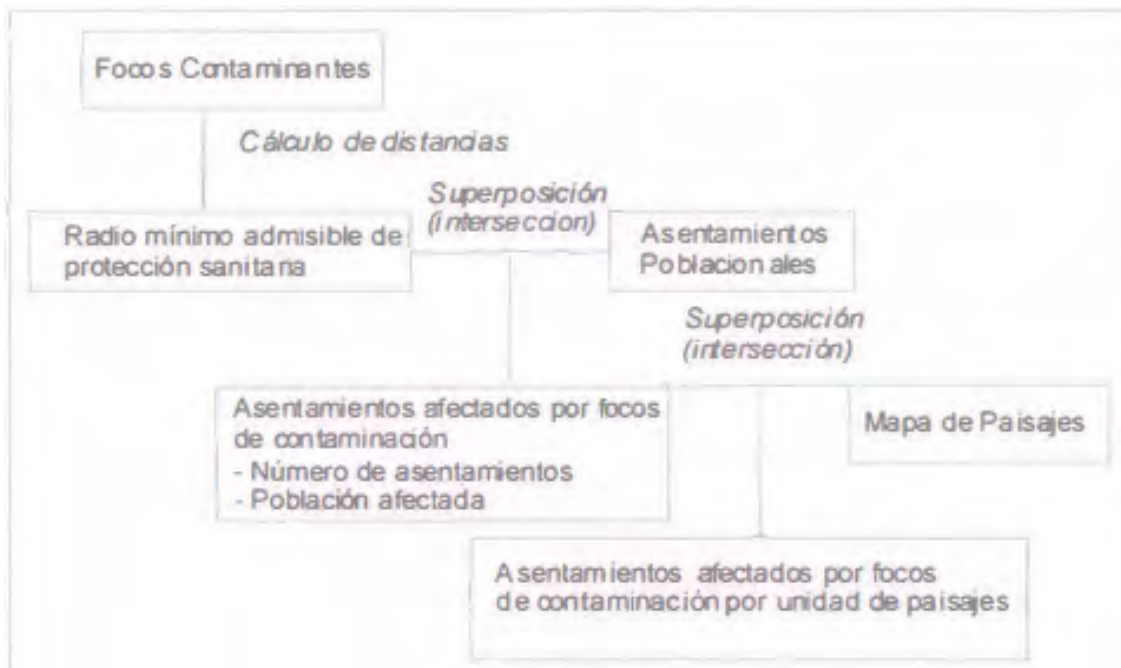 Focos Contaminantes
Cálculo de distancias
Superposición
(interseccion)
Radio mínimo admisible de
protección sanitaria
Asentamientos
Poblacionales
Superposición
(intersección)
Asentamientos afectados por focos
de contaminación
- Número de asentamientos
- Población afectada
Mapa de Paisajes
Asentamientos afectados por focos
de contaminación por unidad de paisajes